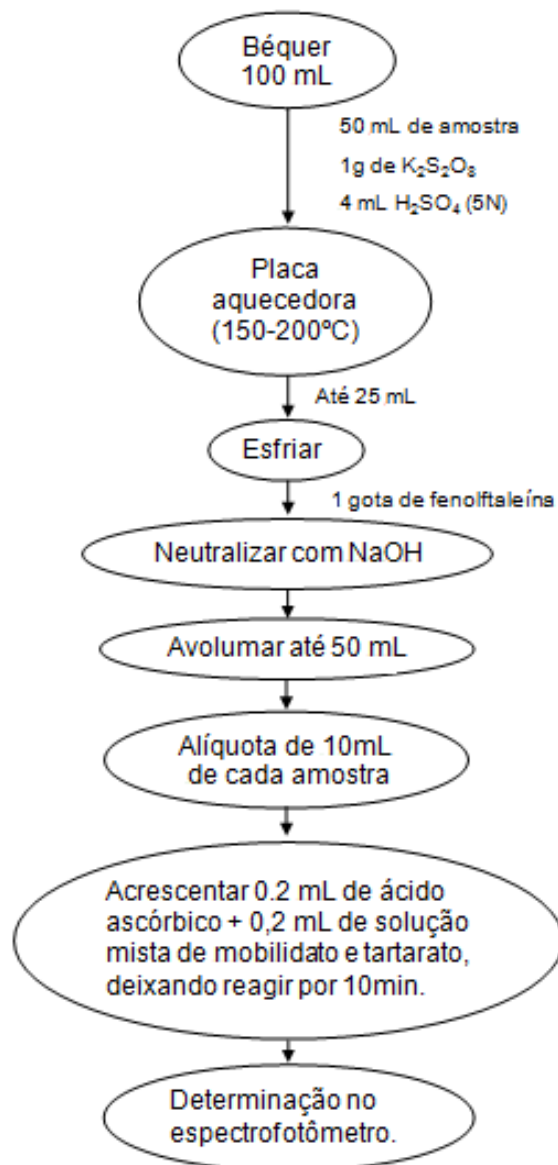 Béquer
100 mL
50 mL de amostra
1g de K₂S₂O₈
4 mL H₂SO₄ (5N)
Placa
aquecedora
(150-200ºC)
Até 25 mL
Esfriar
1 gota de fenolftaleína
Neutralizar com NaOH
Avolumar até 50 mL
Alíquota de 10mL
de cada amostra
Acrescentar 0.2 mL de ácido
ascórbico + 0,2 mL de solução
mista de mobilidato e tartarato,
deixando reagir por 10min.
Determinação no
espectrofotômetro.